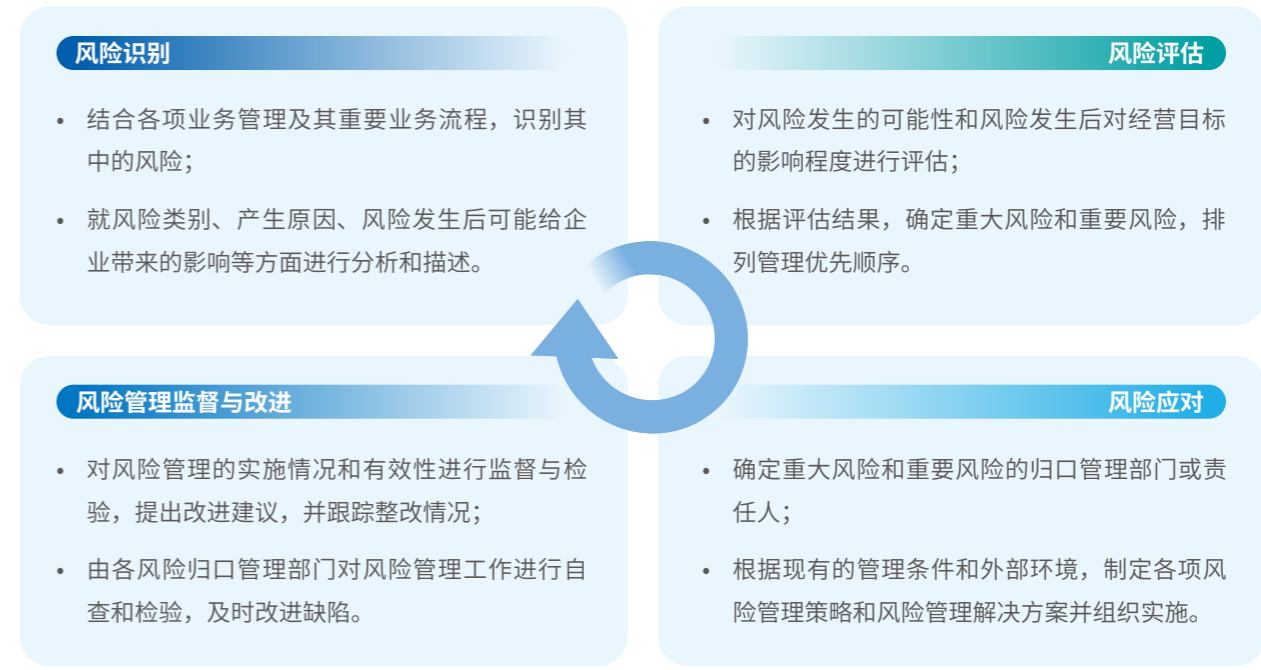 风险识别
• 结合各项业务管理及其重要业务流程，识别其
中的风险；
• 就风险类别、产生原因、风险发生后可能给企
业带来的影响等方面进行分析和描述。
风险评估
• 对风险发生的可能性和风险发生后对经营目标
的影响程度进行评估；
• 根据评估结果，确定重大风险和重要风险，排
列管理优先顺序。
风险管理监督与改进
• 对风险管理的实施情况和有效性进行监督与检
验，提出改进建议，并跟踪整改情况；
• 由各风险归口管理部门对风险管理工作进行自
查和检验，及时改进缺陷。
风险应对
• 确定重大风险和重要风险的归口管理部门或责
任人；
• 根据现有的管理条件和外部环境，制定各项风
险管理策略和风险管理解决方案并组织实施。